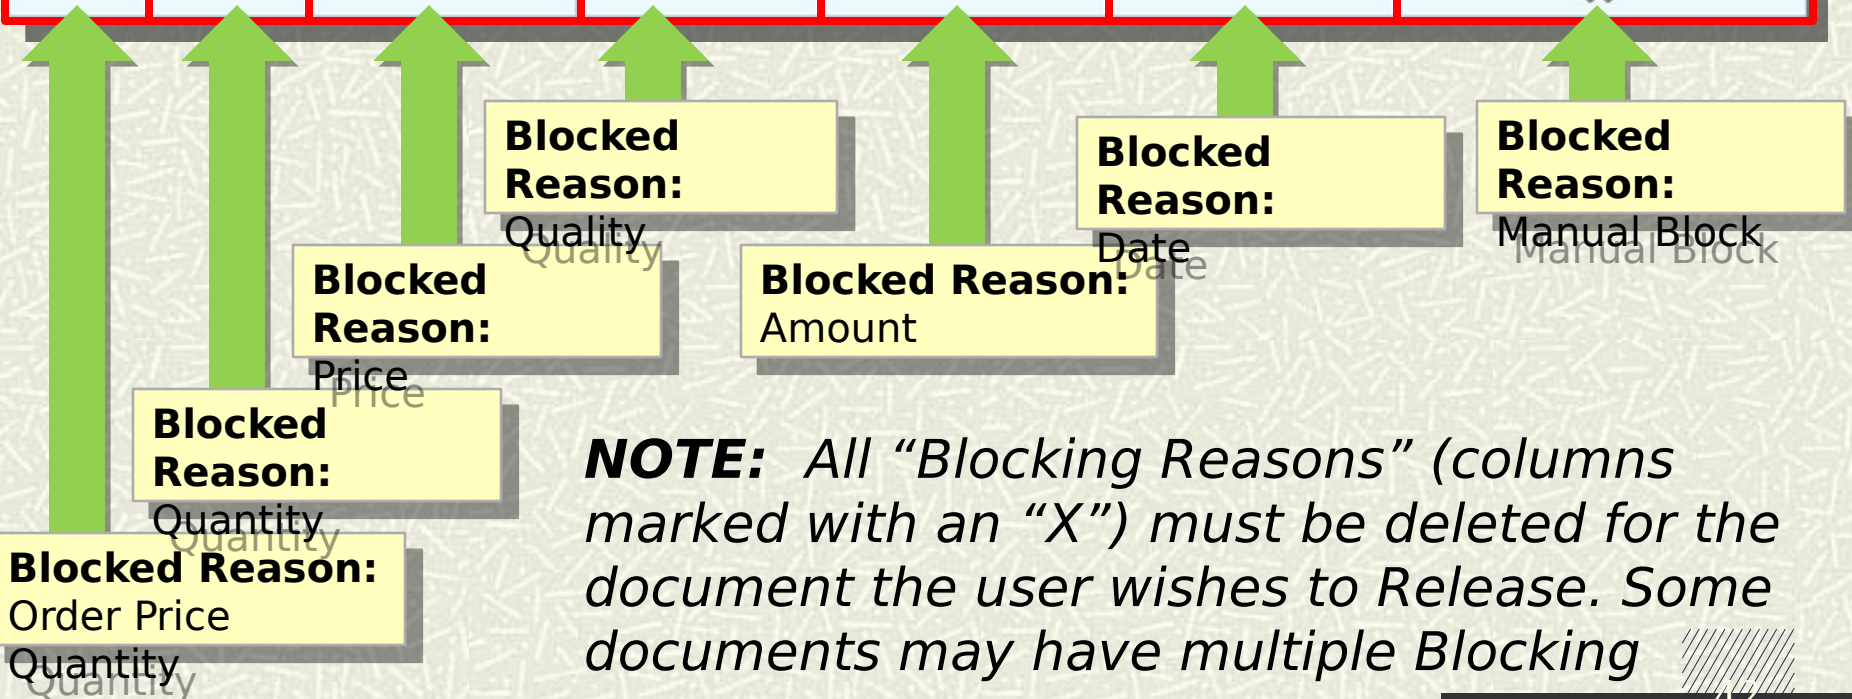 Blocked
Reason:
Quality
Blocked
Reason:
Date
Blocked
Reason:
Manual Block
Blocked
Reason:
Price
Blocked Reason:
Amount
Blocked
Reason:
Quantity
Blocked Reason:
Order Price
Quantity
NOTE: All “Blocking Reasons” (columns
marked with an “X”) must be deleted for the
document the user wishes to Release. Some
documents may have multiple Blocking